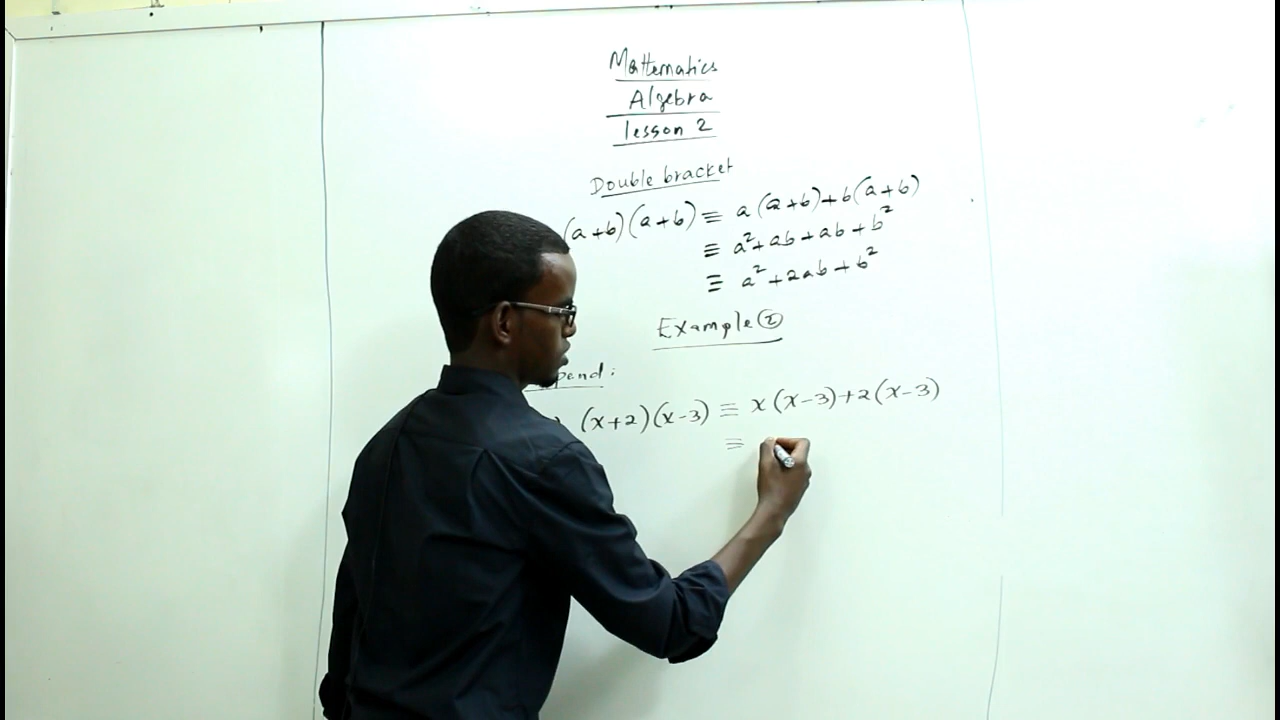 Mathematics
Algebra
lesson 2
Double bracket
(a+b)(a+b) ≡ a(a+b)+b(a+b)
≡ a²+ab+ab+b²
≡ a²+2ab+b²
Example ①
pand:
(x+2)(x-3) ≡ x(x-3)+2(x-3)
≡